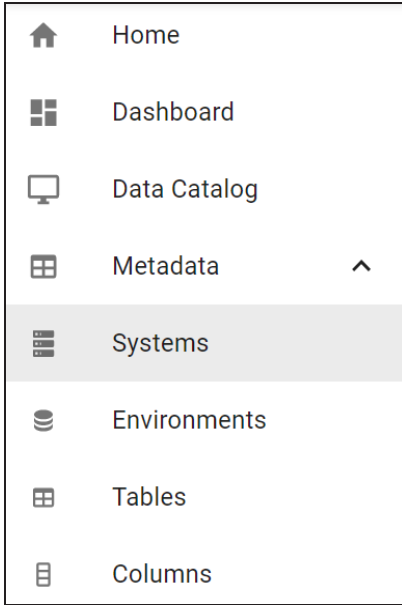 Home
Dashboard
Data Catalog
Metadata
Systems
Environments
Tables
Columns